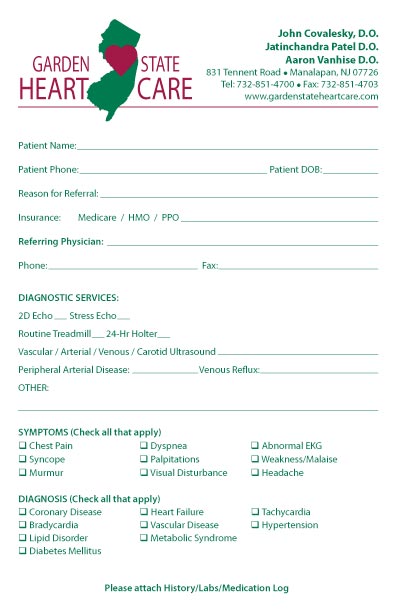 GARDEN STATE
HEART CARE
John Covalesky, D.O.
Jatinchandra Patel D.O.
Aaron Vanhise D.O.
831 Tennent Road • Manalapan, NJ 07726
Tel: 732-851-4700 • Fax: 732-851-4703
www.gardenstateheartcare.com
Patient Name:
Patient Phone: Patient DOB:
Reason for Referral:
Insurance: Medicare / HMO / PPO
Referring Physician:
Phone: Fax:
DIAGNOSTIC SERVICES:
2D Echo Stress Echo
Routine Treadmill 24-Hr Holter
Vascular / Arterial / Venous / Carotid Ultrasound
Peripheral Arterial Disease: Venous Reflux:
OTHER:
SYMPTOMS (Check all that apply)
❑ Chest Pain ❑ Dyspnea ❑ Abnormal EKG
❑ Syncope ❑ Palpitations ❑ Weakness/Malaise
❑ Murmur ❑ Visual Disturbance ❑ Headache
DIAGNOSIS (Check all that apply)
❑ Coronary Disease ❑ Heart Failure ❑ Tachycardia
❑ Bradycardia ❑ Vascular Disease ❑ Hypertension
❑ Lipid Disorder ❑ Metabolic Syndrome
❑ Diabetes Mellitus
Please attach History/Labs/Medication Log